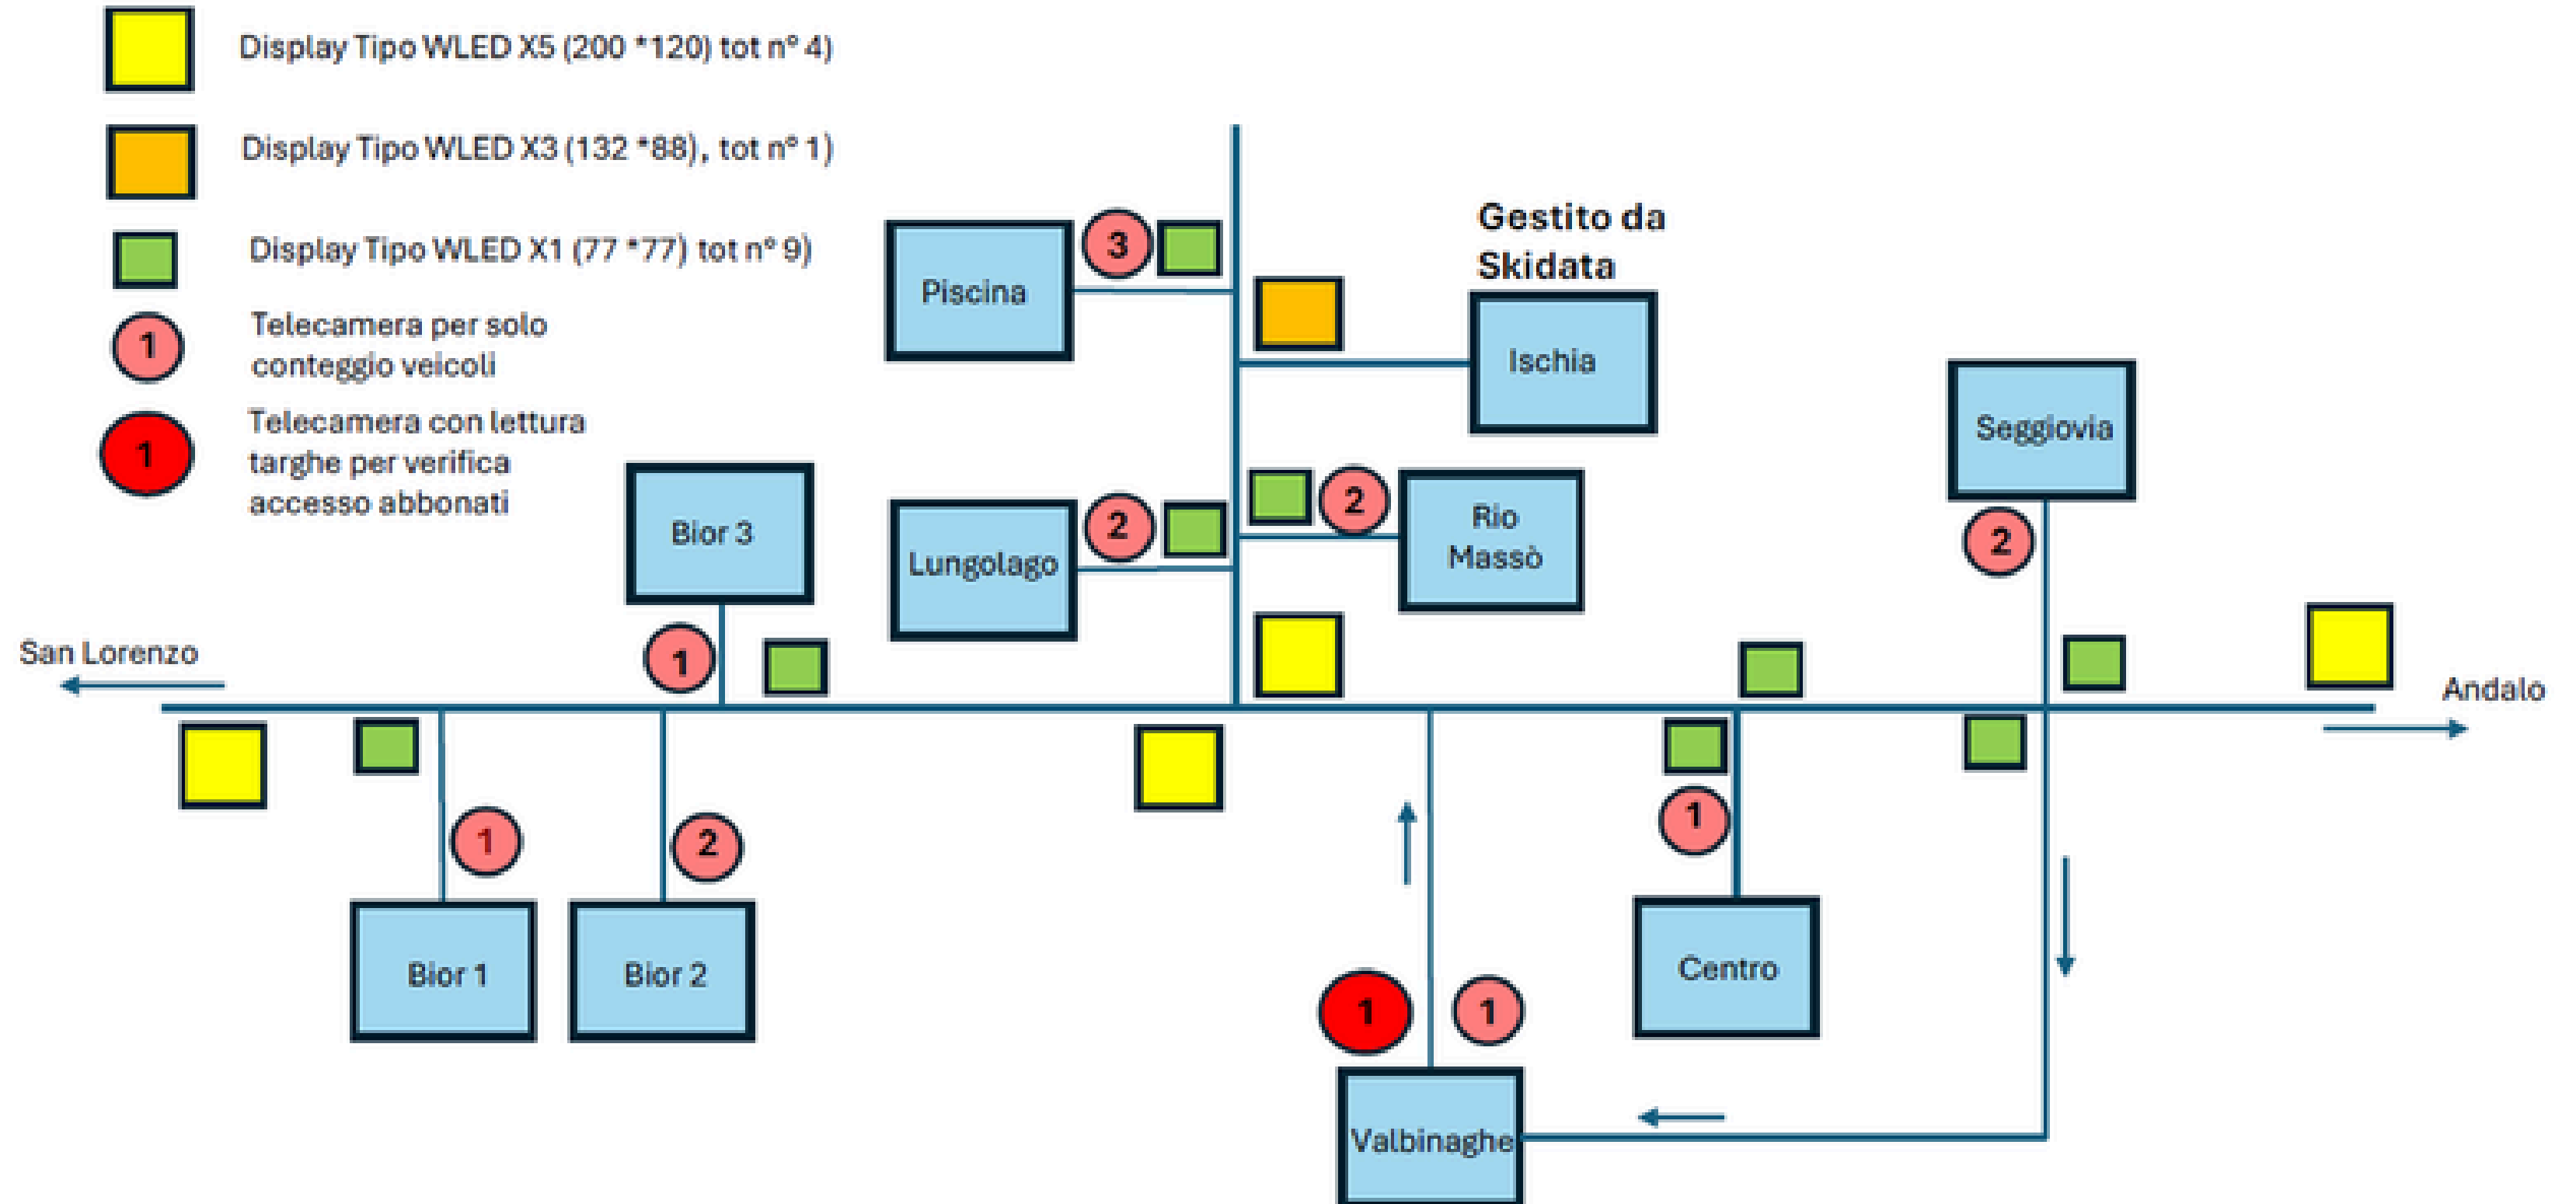 Display Tipo WLED X5 (200 *120) tot n° 4)
Display Tipo WLED X3 (132 *88), tot n° 1)
Display Tipo WLED X1 (77 *77) tot n° 9)
1
Telecamera per solo
conteggio veicoli
1
Telecamera con lettura
targhe per verifica
accesso abbonati
Piscina
3
Gestito da
Skidata
Ischia
Seggiovia
2
Bior 3
1
Lungolago
2
2
Rio
Massò
San Lorenzo
Andalo
1
2
1
Bior 1
Bior 2
Centro
1
1
Valbinaghe